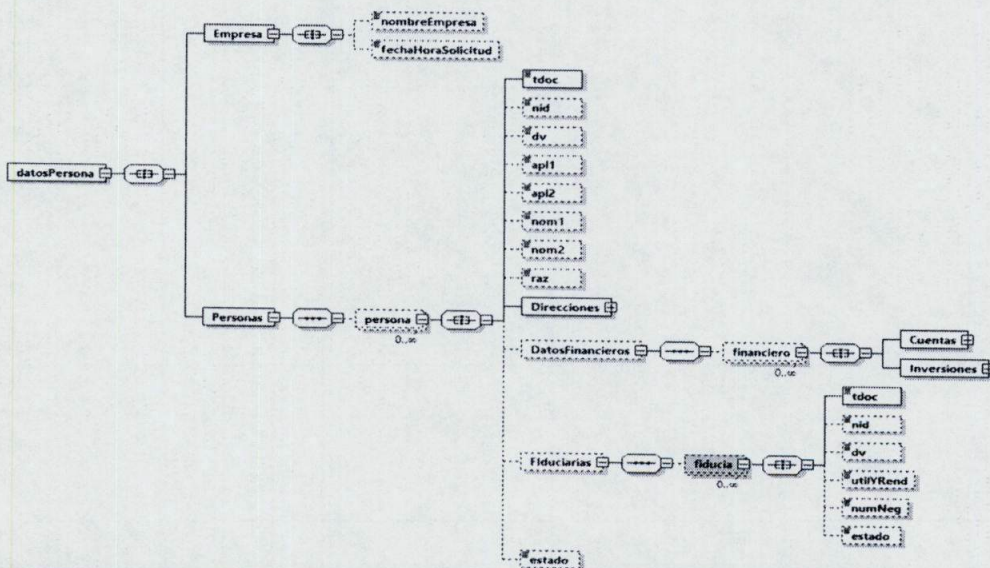 Empresa
nombreEmpresa
fechaHoraSolicitud
datosPersona
tdoc
nid
dv
apl1
apl2
nom1
nom2
raz
Personas
persona
0..∞
Direcciones
DatosFinancieros
financiero
0..∞
Cuentas
Inversiones
Fiduciarias
fiducia
0..∞
tdoc
nid
dv
utilYRend
numNeg
estado
estado